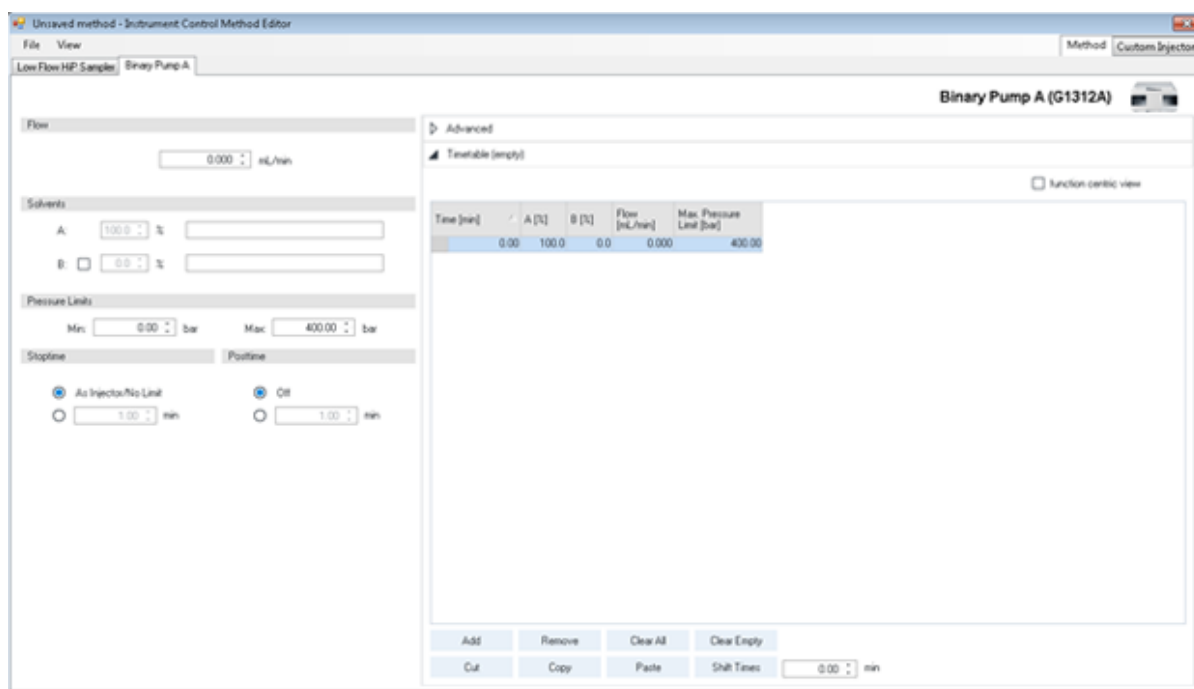 Unsaved method - Instrument Control Method Editor
File View
Method Custom Injector
Low Flow HiP Sampler Binary Pump A
Binary Pump A (G1312A)
Flow
0.000 mL/min
Solvents
A: 100.0 %
B: 0.0 %
Pressure Limits
Min: 0.00 bar Max: 400.00 bar
Stoptime Posttime
As Injector/No Limit Off
1.00 min 1.00 min
Advanced
Timetable (empty)
function centric view
Time [min] A [%] B [%] Flow [mL/min] Max. Pressure Limit [bar]
0.00 100.0 0.0 0.000 400.00
Add Remove Clear All Clear Empty
Cut Copy Paste Shift Times 0.00 min